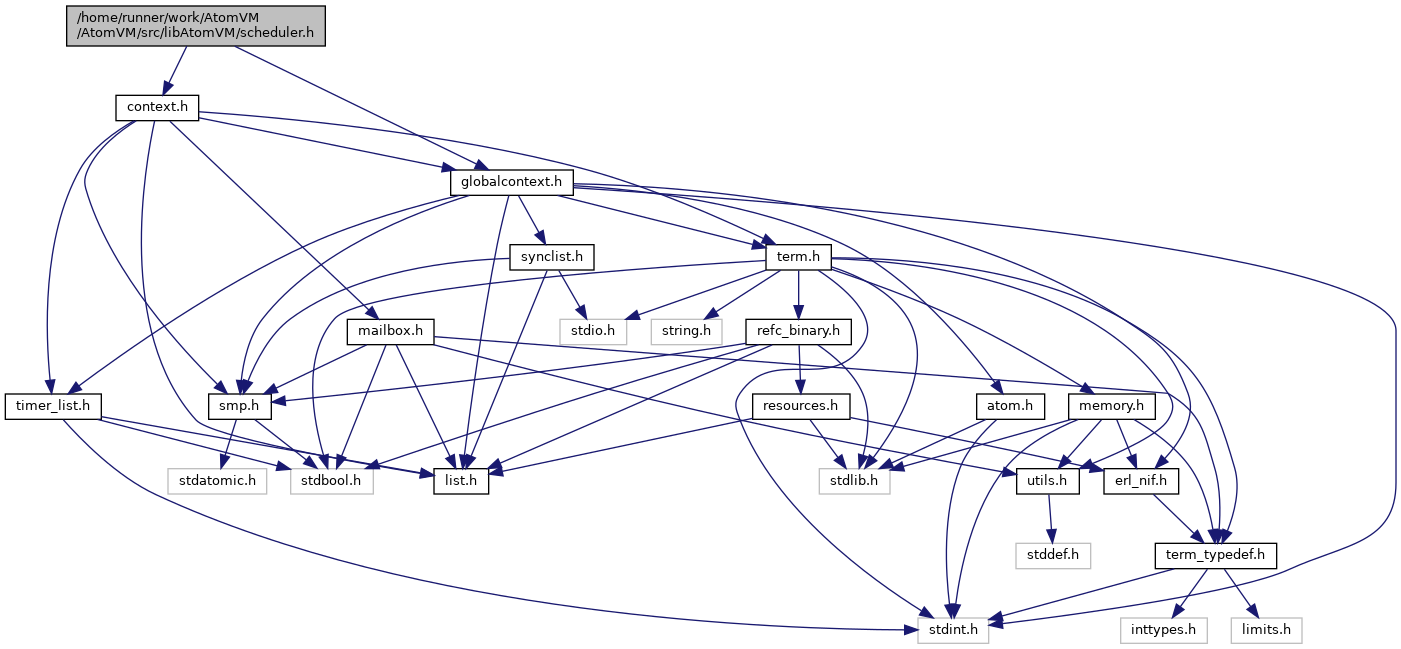 /home/runner/work/AtomVM
/AtomVM/src/libAtomVM/scheduler.h
context.h
globalcontext.h
synclist.h
term.h
mailbox.h
stdio.h
string.h
refc_binary.h
timer_list.h
smp.h
resources.h
atom.h
memory.h
stdatomic.h
stdbool.h
list.h
stdlib.h
utils.h
erl_nif.h
stddef.h
term_typedef.h
stdint.h
inttypes.h
limits.h